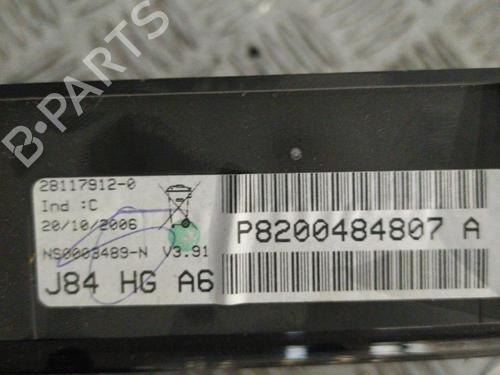 B-PARTS
28117912-0
Ind :C
20/10/2006
NS0003489-N V3.91
J84 HG A6
P8200484807 A